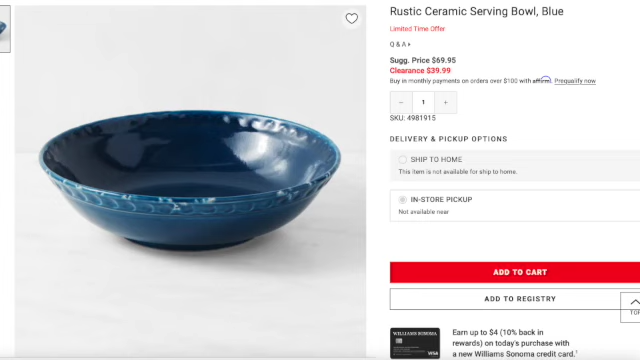 Rustic Ceramic Serving Bowl, Blue
Limited Time Offer
Q & A
Sugg. Price $69.95
Clearance $39.99
Buy in monthly payments on orders over $100 with affirm. Prequalify now
− 1 +
SKU: 4981915
DELIVERY & PICKUP OPTIONS
SHIP TO HOME
This item is not available for ship to home.
IN-STORE PICKUP
Not available near
ADD TO CART
ADD TO REGISTRY
TOP
WILLIAMS SONOMA
VISA
Earn up to $4 (10% back in
rewards) on today's purchase with
a new Williams Sonoma credit card.